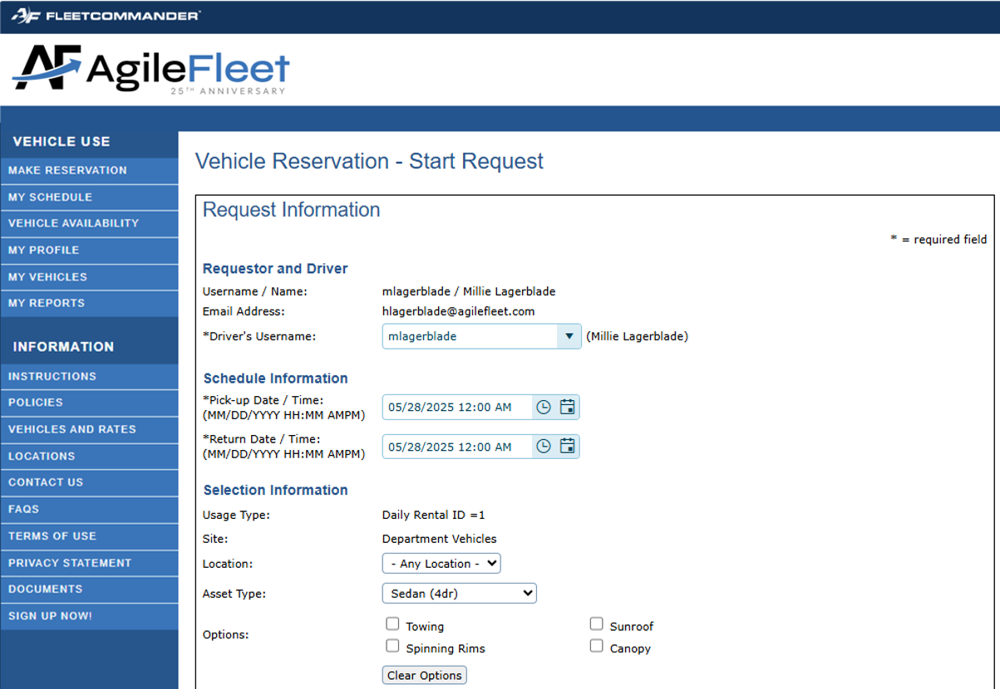 AF FLEETCOMMANDER
AF AgileFleet
25TH ANNIVERSARY
VEHICLE USE
MAKE RESERVATION
MY SCHEDULE
VEHICLE AVAILABILITY
MY PROFILE
MY VEHICLES
MY REPORTS
INFORMATION
INSTRUCTIONS
POLICIES
VEHICLES AND RATES
LOCATIONS
CONTACT US
FAQS
TERMS OF USE
PRIVACY STATEMENT
DOCUMENTS
SIGN UP NOW!
Vehicle Reservation - Start Request
Request Information
* = required field
Requestor and Driver
Username / Name: mlagerblade / Millie Lagerblade
Email Address: hlagerblade@agilefleet.com
*Driver's Username: mlagerblade (Millie Lagerblade)
Schedule Information
*Pick-up Date / Time:
(MM/DD/YYYY HH:MM AMPM) 05/28/2025 12:00 AM
*Return Date / Time:
(MM/DD/YYYY HH:MM AMPM) 05/28/2025 12:00 AM
Selection Information
Usage Type: Daily Rental ID =1
Site: Department Vehicles
Location: - Any Location -
Asset Type: Sedan (4dr)
Options:
Towing Sunroof
Spinning Rims Canopy
Clear Options